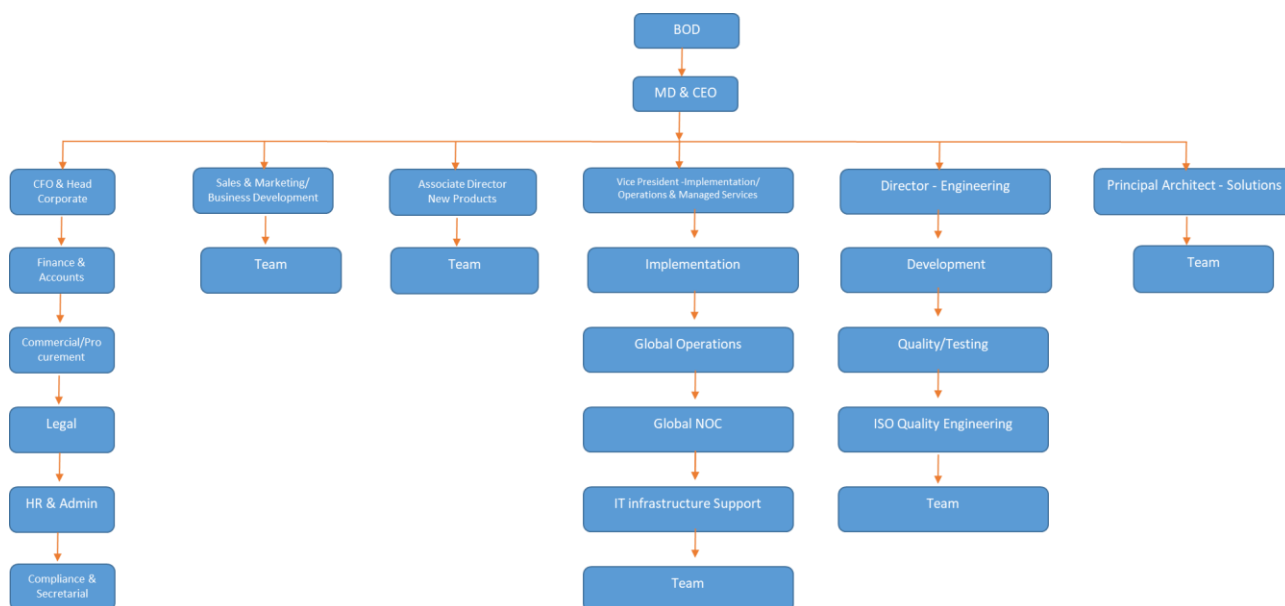 BOD
MD & CEO
CFO & Head
Corporate
Sales & Marketing/
Business Development
Associate Director
New Products
Vice President -Implementation/
Operations & Managed Services
Director - Engineering
Principal Architect - Solutions
Finance &
Accounts
Team
Team
Implementation
Development
Team
Commercial/Pro
curement
Global Operations
Quality/Testing
Legal
Global NOC
ISO Quality Engineering
HR & Admin
IT infrastructure Support
Team
Compliance &
Secretarial
Team